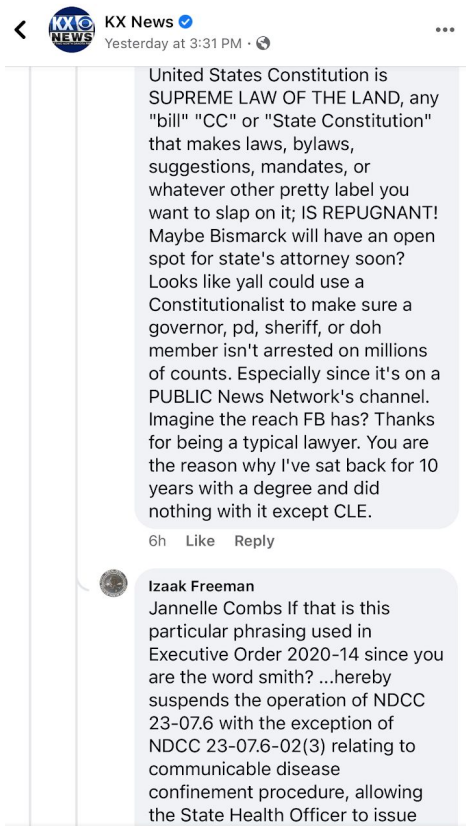 KX News
KX
NEWS
Yesterday at 3:31 PM ·
United States Constitution is
SUPREME LAW OF THE LAND, any
"bill" "CC" or "State Constitution"
that makes laws, bylaws,
suggestions, mandates, or
whatever other pretty label you
want to slap on it; IS REPUGNANT!
Maybe Bismarck will have an open
spot for state's attorney soon?
Looks like yall could use a
Constitutionalist to make sure a
governor, pd, sheriff, or doh
member isn't arrested on millions
of counts. Especially since it's on a
PUBLIC News Network's channel.
Imagine the reach FB has? Thanks
for being a typical lawyer. You are
the reason why I've sat back for 10
years with a degree and did
nothing with it except CLE.
6h Like Reply
Izaak Freeman
Jannelle Combs If that is this
particular phrasing used in
Executive Order 2020-14 since you
are the word smith? ...hereby
suspends the operation of NDCC
23-07.6 with the exception of
NDCC 23-07.6-02(3) relating to
communicable disease
confinement procedure, allowing
the State Health Officer to issue